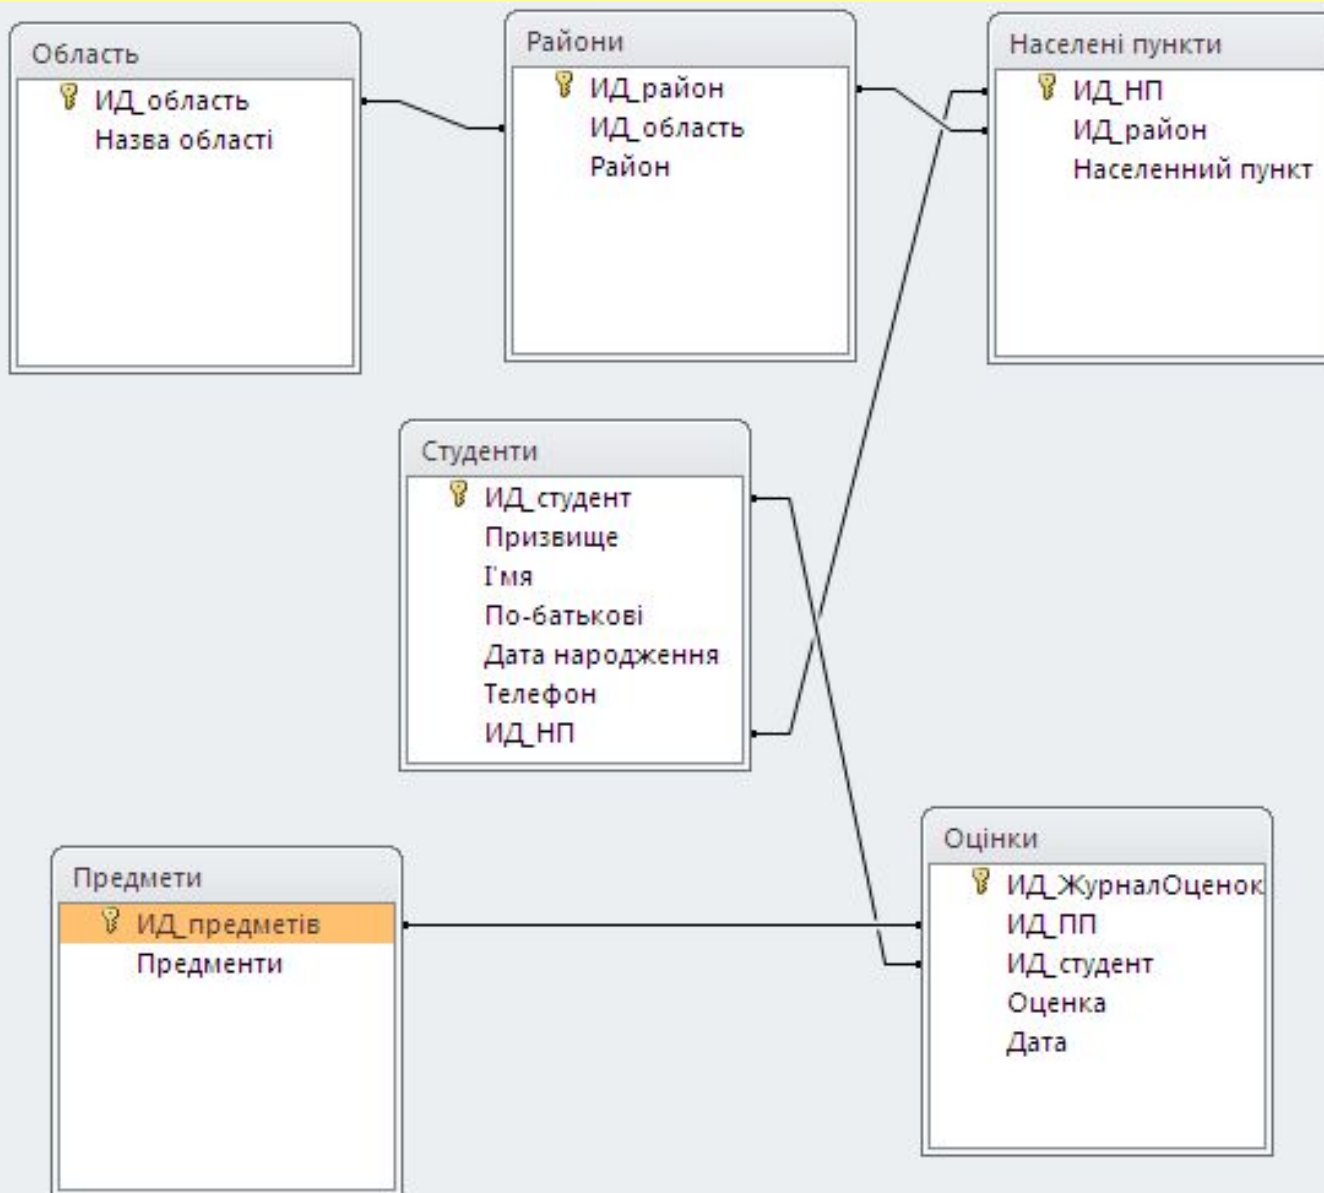 Область
ИД_область
Назва області
Райони
ИД_район
ИД_область
Район
Населені пункти
ИД_НП
ИД_район
Населенний пункт
Студенти
ИД_студент
Призвище
І'мя
По-батькові
Дата народження
Телефон
ИД_НП
Предмети
ИД_предметів
Предменти
Оцінки
ИД_ЖурналОценок
ИД_ПП
ИД_студент
Оценка
Дата